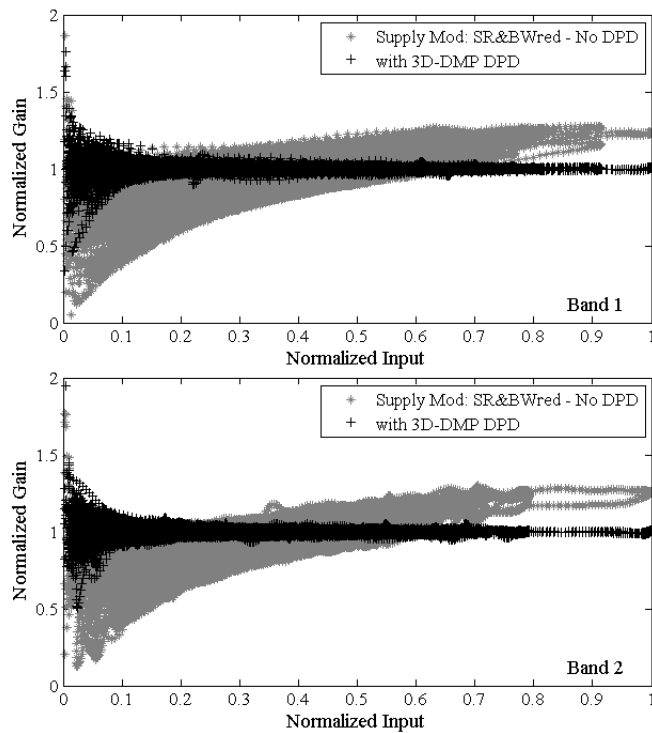 2
Supply Mod: SR&BWred - No DPD
with 3D-DMP DPD
1.5
Normalized Gain
1
0.5
Band 1
0
0 0.1 0.2 0.3 0.4 0.5 0.6 0.7 0.8 0.9 1
Normalized Input
2
Supply Mod: SR&BWred - No DPD
with 3D-DMP DPD
1.5
Normalized Gain
1
0.5
Band 2
0
0 0.1 0.2 0.3 0.4 0.5 0.6 0.7 0.8 0.9 1
Normalized Input